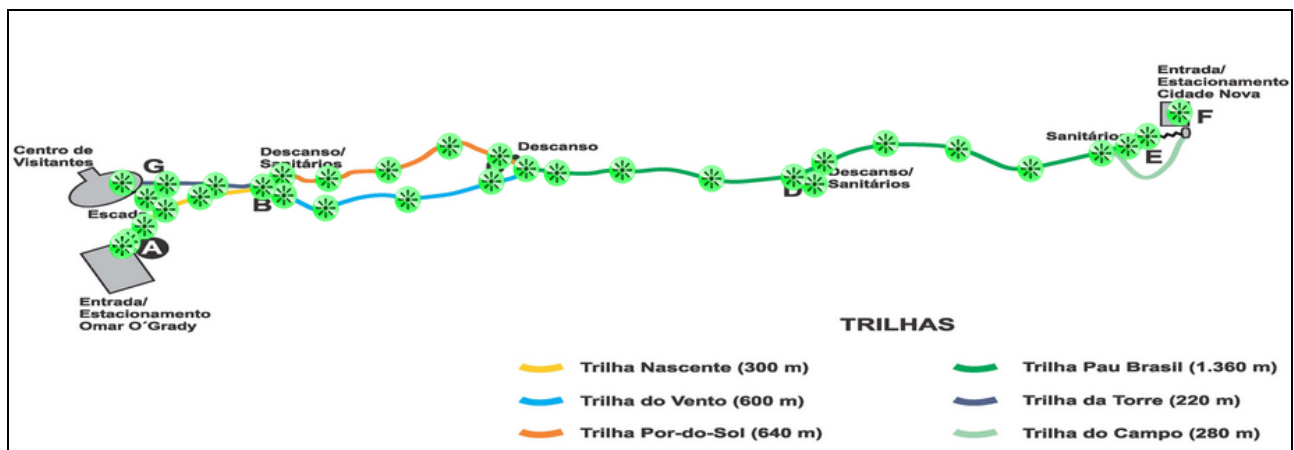 Entrada/
Estacionamento
Cidade Nova
F
Sanitário
E
Centro de
Visitantes
G
Descanso/
Sanitários
Descanso
Descanso/
Sanitários
D
B
Escad
A
Entrada/
Estacionamento
Omar O´Grady
TRILHAS
Trilha Nascente (300 m)
Trilha do Vento (600 m)
Trilha Por-do-Sol (640 m)
Trilha Pau Brasil (1.360 m)
Trilha da Torre (220 m)
Trilha do Campo (280 m)